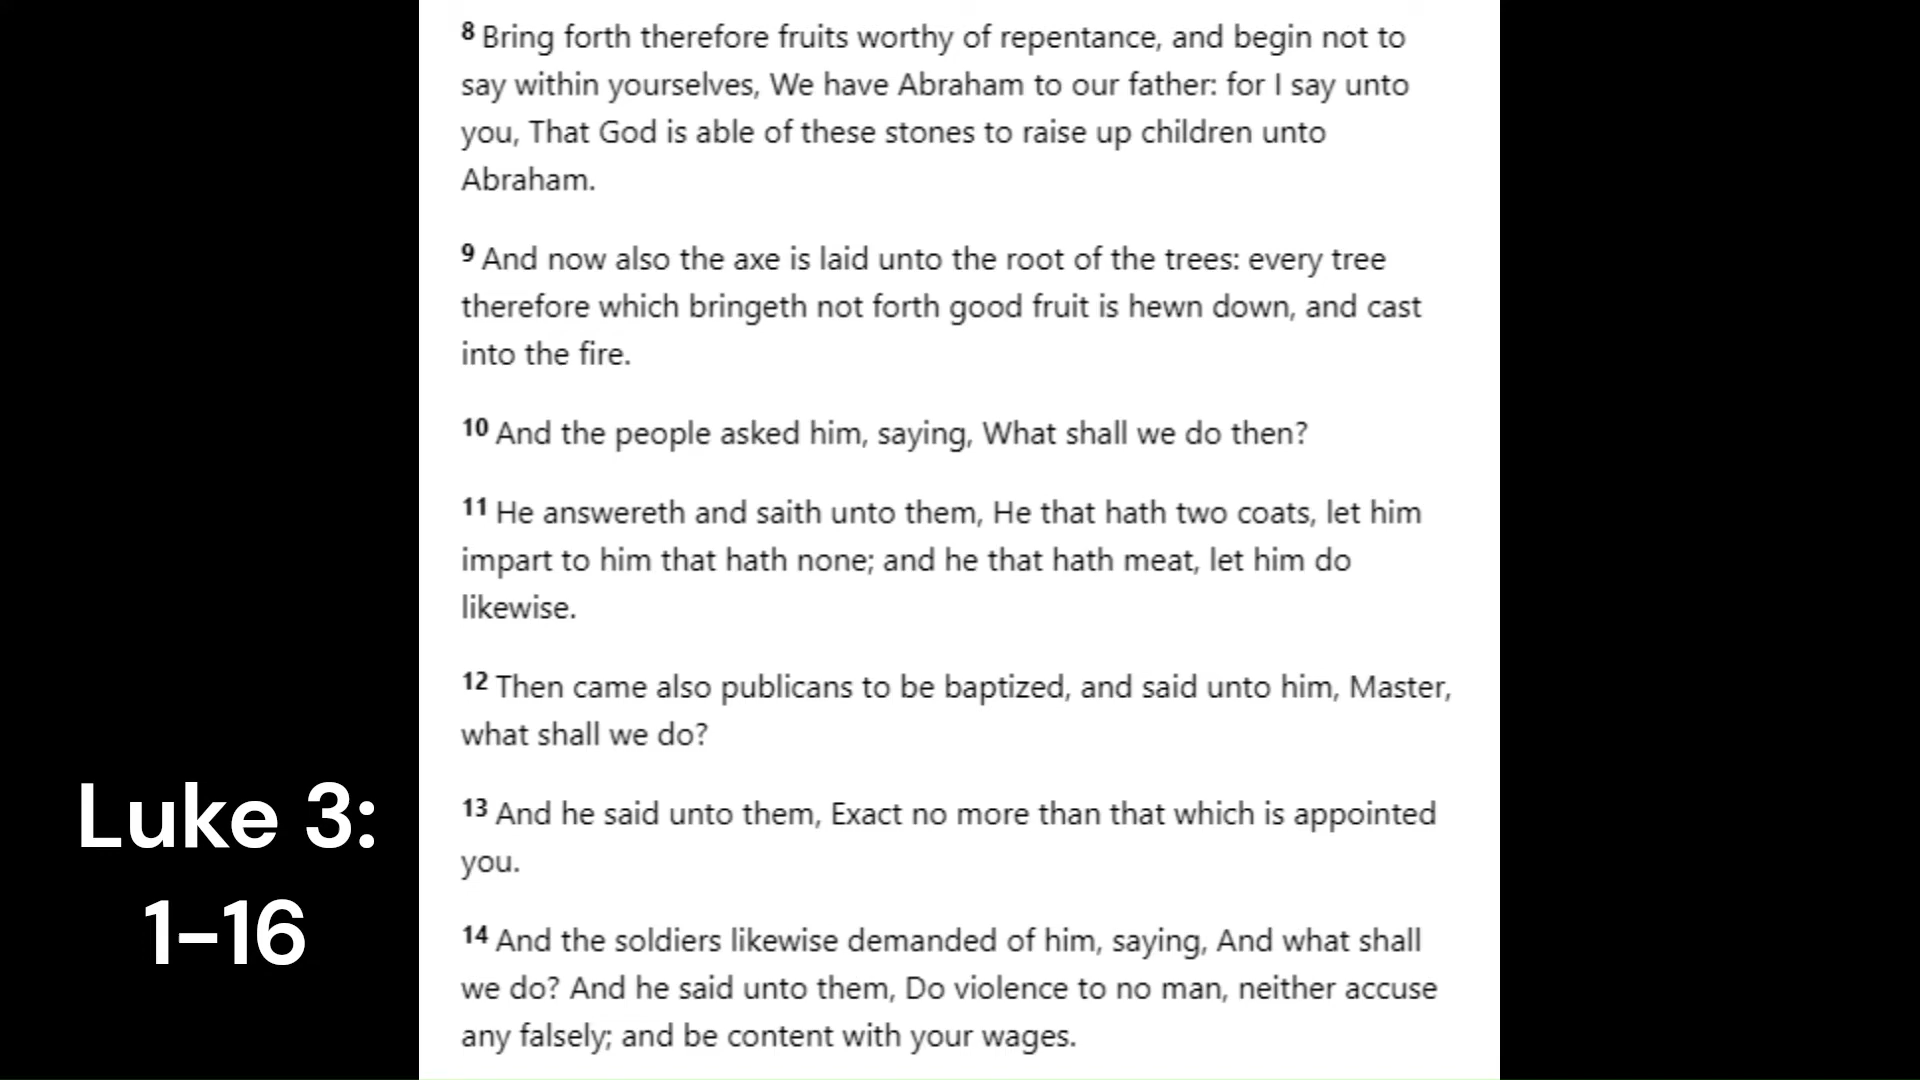 8 Bring forth therefore fruits worthy of repentance, and begin not to
say within yourselves, We have Abraham to our father: for I say unto
you, That God is able of these stones to raise up children unto
Abraham.
9 And now also the axe is laid unto the root of the trees: every tree
therefore which bringeth not forth good fruit is hewn down, and cast
into the fire.
10 And the people asked him, saying, What shall we do then?
11 He answereth and saith unto them, He that hath two coats, let him
impart to him that hath none; and he that hath meat, let him do
likewise.
12 Then came also publicans to be baptized, and said unto him, Master,
what shall we do?
13 And he said unto them, Exact no more than that which is appointed
you.
14 And the soldiers likewise demanded of him, saying, And what shall
we do? And he said unto them, Do violence to no man, neither accuse
any falsely; and be content with your wages.
Luke 3:
1-16